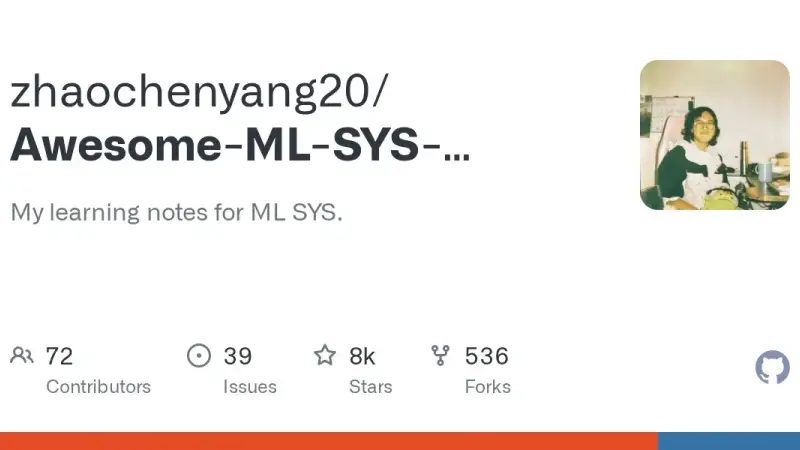 zhaochenyang20/
Awesome-ML-SYS-...
My learning notes for ML SYS.
72
Contributors
39
Issues
8k
Stars
536
Forks